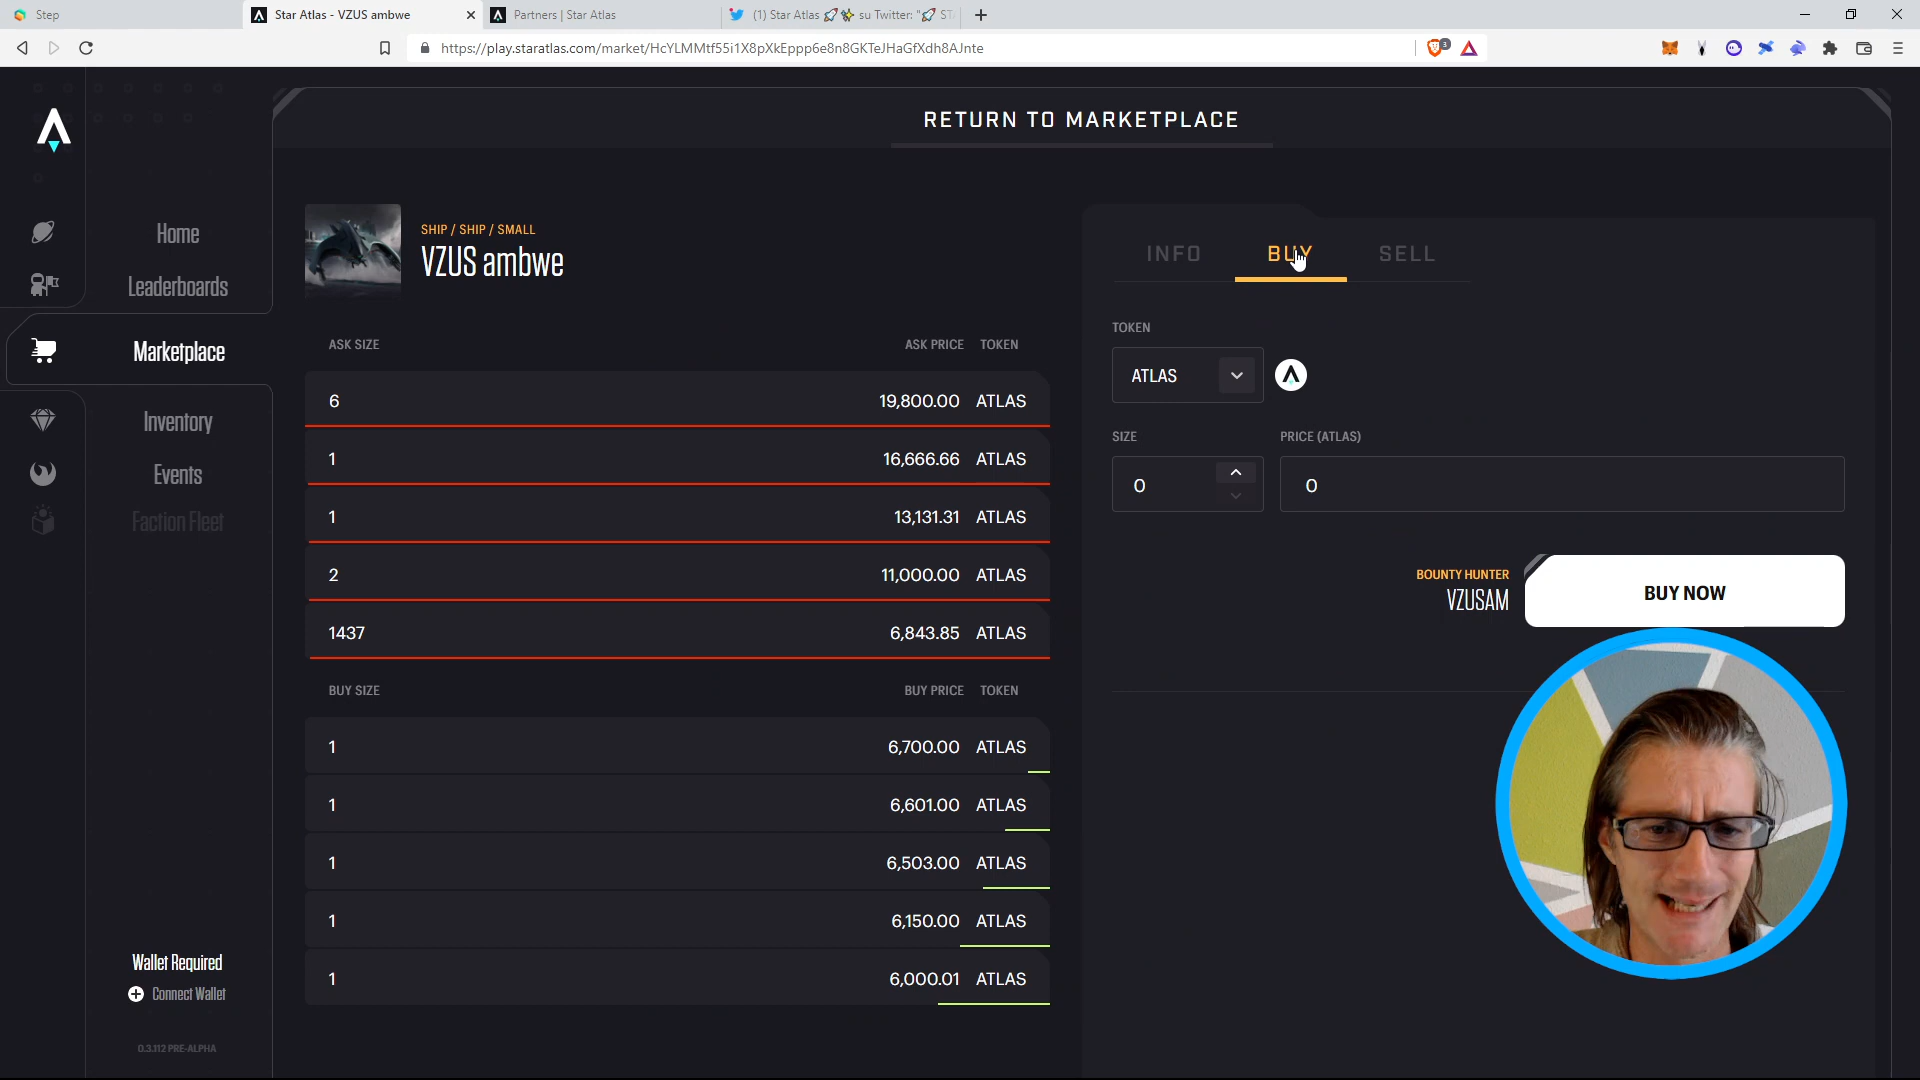 Step
Star Atlas - VZUS ambwe
Partners | Star Atlas
(1) Star Atlas 🚀✨ su Twitter: "🚀 ST
https://play.staratlas.com/market/HcYLMMtf55i1X8pXkEppp6e8n8GKTeJHaGfXdh8AJnte
3
RETURN TO MARKETPLACE
Home
Leaderboards
Marketplace
Inventory
Events
Faction Fleet
Wallet Required
Connect Wallet
0.3.112 PRE-ALPHA
SHIP / SHIP / SMALL
VZUS ambwe
ASK SIZE ASK PRICE TOKEN
6 19,800.00 ATLAS
1 16,666.66 ATLAS
1 13,131.31 ATLAS
2 11,000.00 ATLAS
1437 6,843.85 ATLAS
BUY SIZE BUY PRICE TOKEN
1 6,700.00 ATLAS
1 6,601.00 ATLAS
1 6,503.00 ATLAS
1 6,150.00 ATLAS
1 6,000.01 ATLAS
INFO BUY SELL
TOKEN
ATLAS
SIZE PRICE (ATLAS)
0 0
BOUNTY HUNTER
VZUSAM
BUY NOW